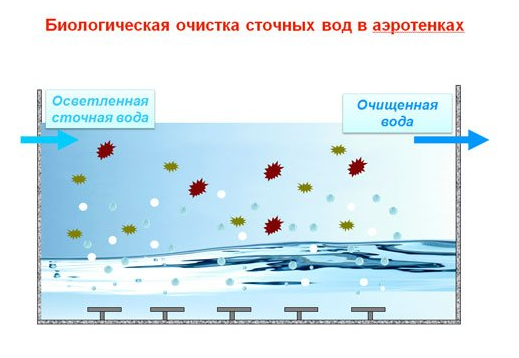 Биологическая очистка сточных вод в аэротенках
Осветленная
сточная вода
Очищенная
вода